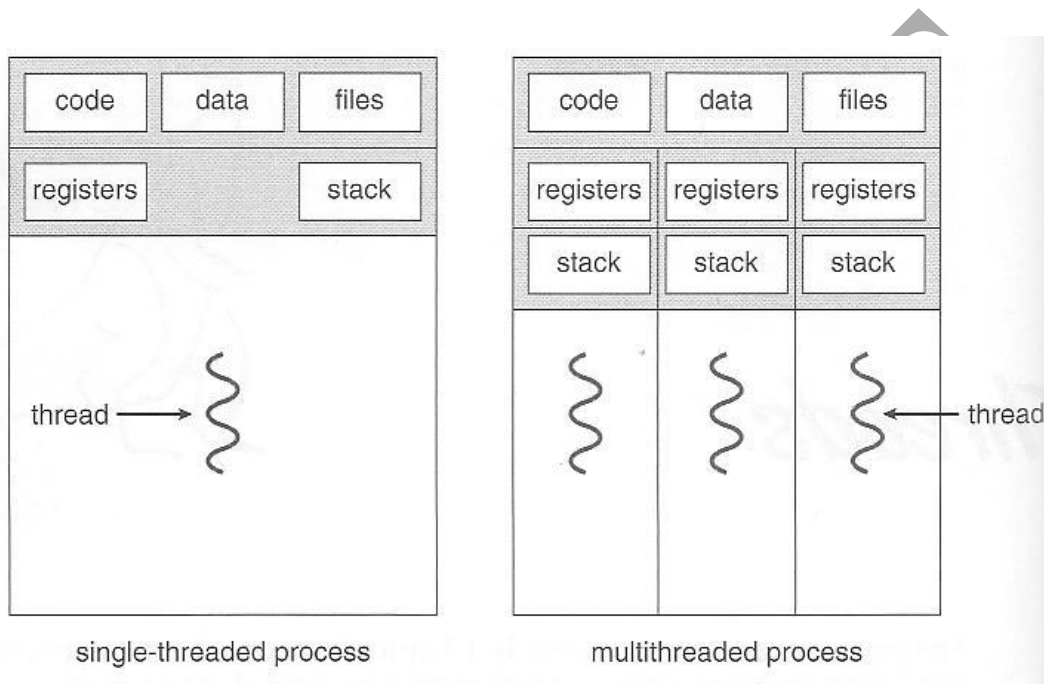 code data files code data files
registers stack registers registers registers
stack stack stack
thread thread
single-threaded process multithreaded process